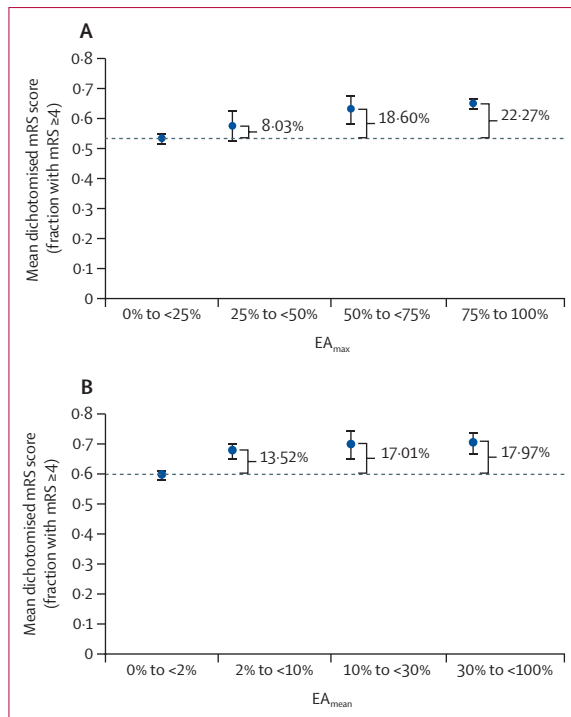 A
Mean dichotomised mRS score
(fraction with mRS ≥4)
0·8
0·7
0·6
0·5
0·4
0·3
0·2
0·1
0
8·03%
18·60%
22·27%
0% to <25%
25% to <50%
50% to <75%
75% to 100%
EAmax
B
Mean dichotomised mRS score
(fraction with mRS ≥4)
0·8
0·7
0·6
0·5
0·4
0·3
0·2
0·1
0
13·52%
17·01%
17·97%
0% to <2%
2% to <10%
10% to <30%
30% to <100%
EAmean